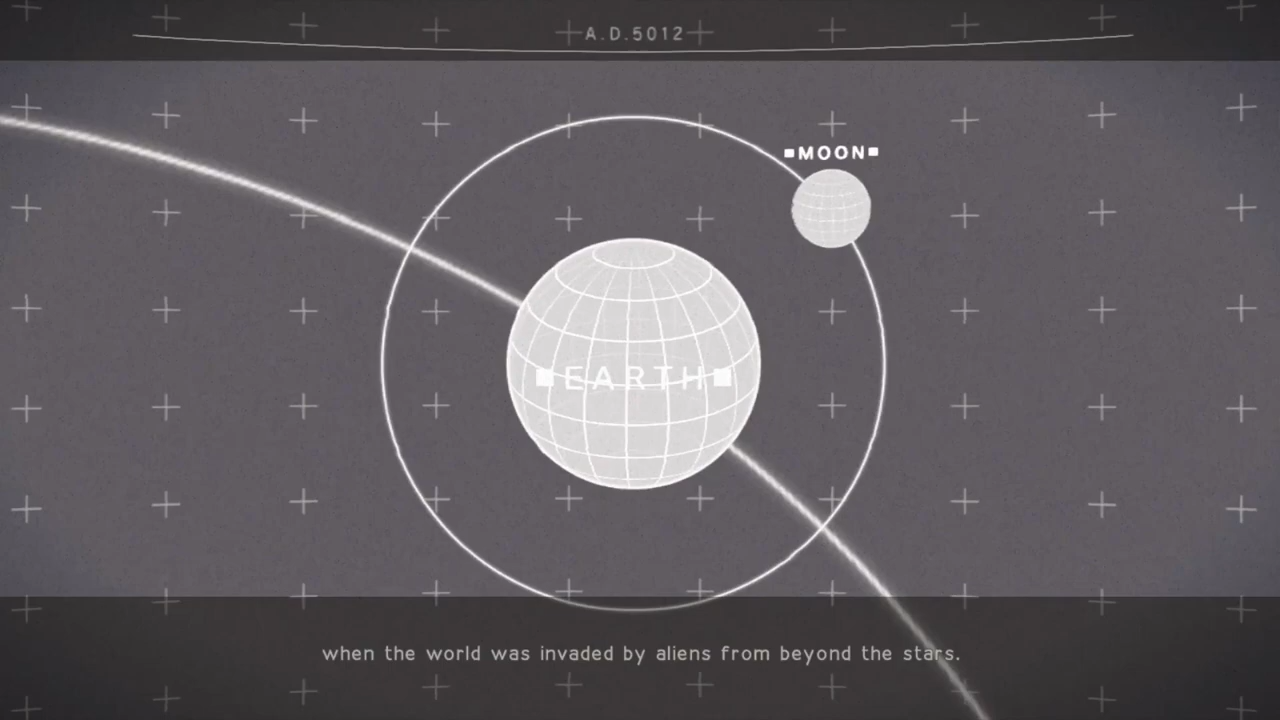 A.D.5012
MOON
EARTH
when the world was invaded by aliens from beyond the stars.